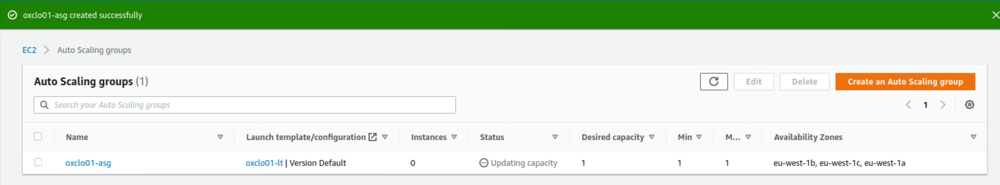 oxclo01-asg created successfully
EC2 Auto Scaling groups
Auto Scaling groups (1)
Edit Delete Create an Auto Scaling group
Search your Auto Scaling groups
1
Name Launch template/configuration Instances Status Desired capacity Min M... Availability Zones
oxclo01-asg oxclo01-lt | Version Default 0 Updating capacity 1 1 1 eu-west-1b, eu-west-1c, eu-west-1a